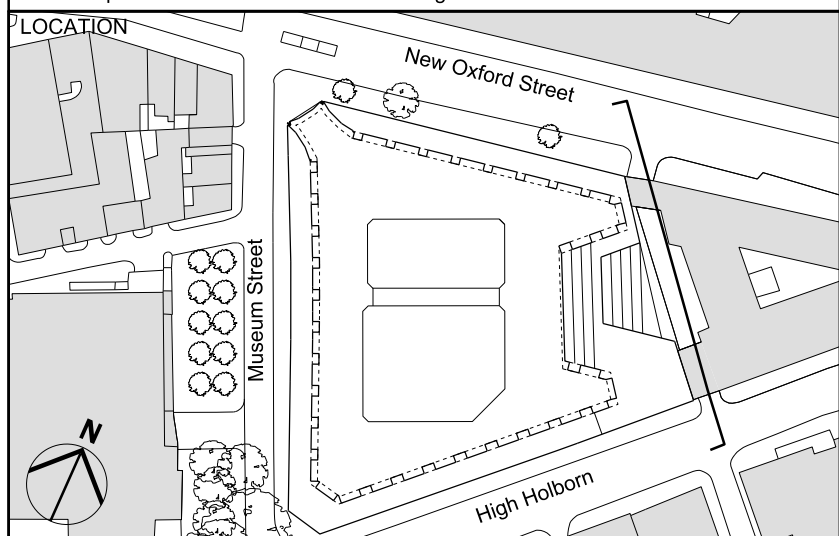 LOCATION
New Oxford Street
Museum Street
N
High Holborn